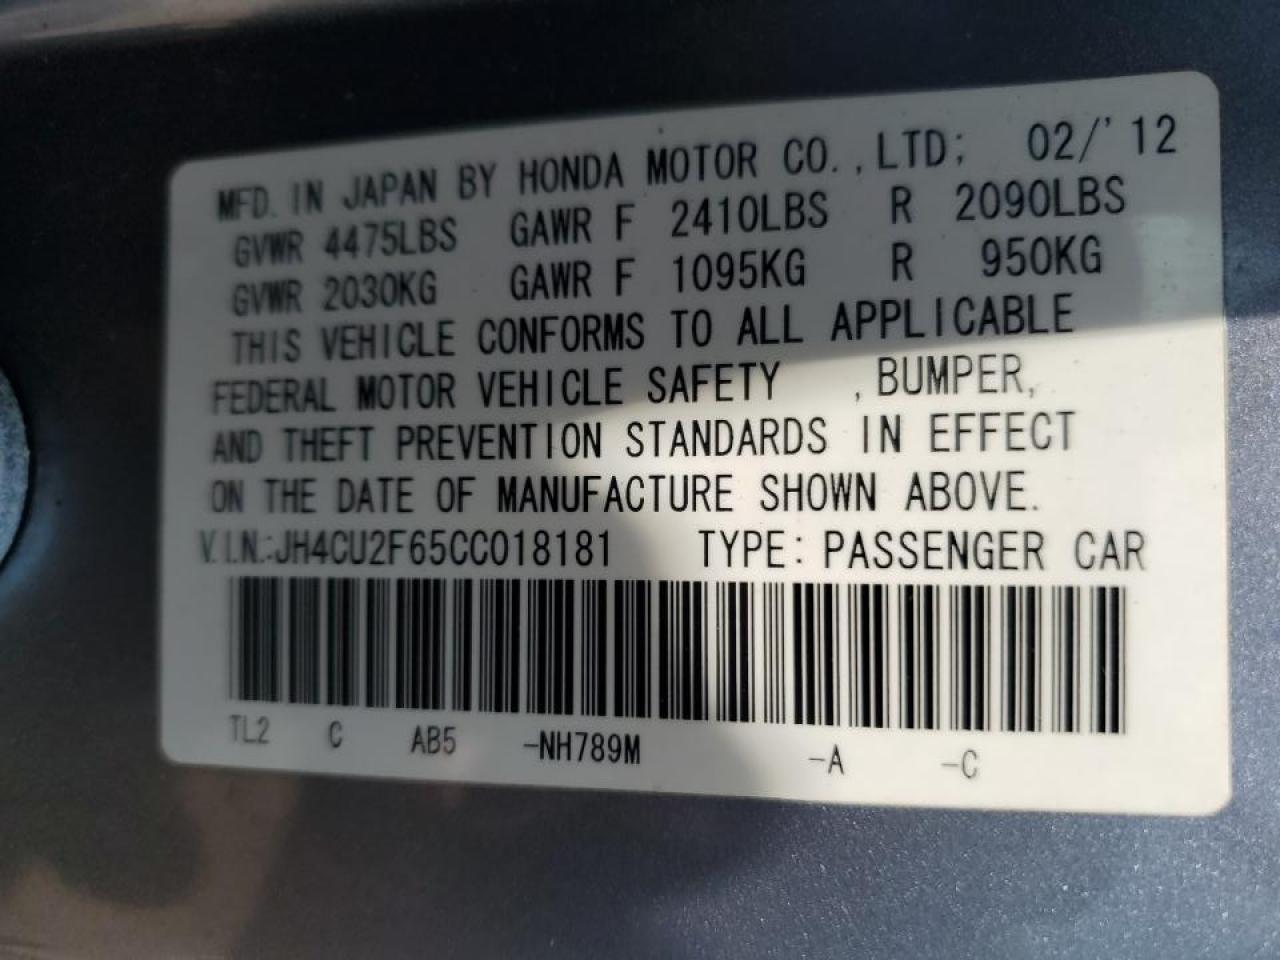 MFD. IN JAPAN BY HONDA MOTOR CO., LTD; 02/'12
GVWR 4475LBS GAWR F 2410LBS R 2090LBS
GVWR 2030KG GAWR F 1095KG R 950KG
THIS VEHICLE CONFORMS TO ALL APPLICABLE
FEDERAL MOTOR VEHICLE SAFETY , BUMPER,
AND THEFT PREVENTION STANDARDS IN EFFECT
ON THE DATE OF MANUFACTURE SHOWN ABOVE.
V.I.N.:JH4CU2F65CC018181 TYPE: PASSENGER CAR
TL2 C AB5 -NH789M -A -C